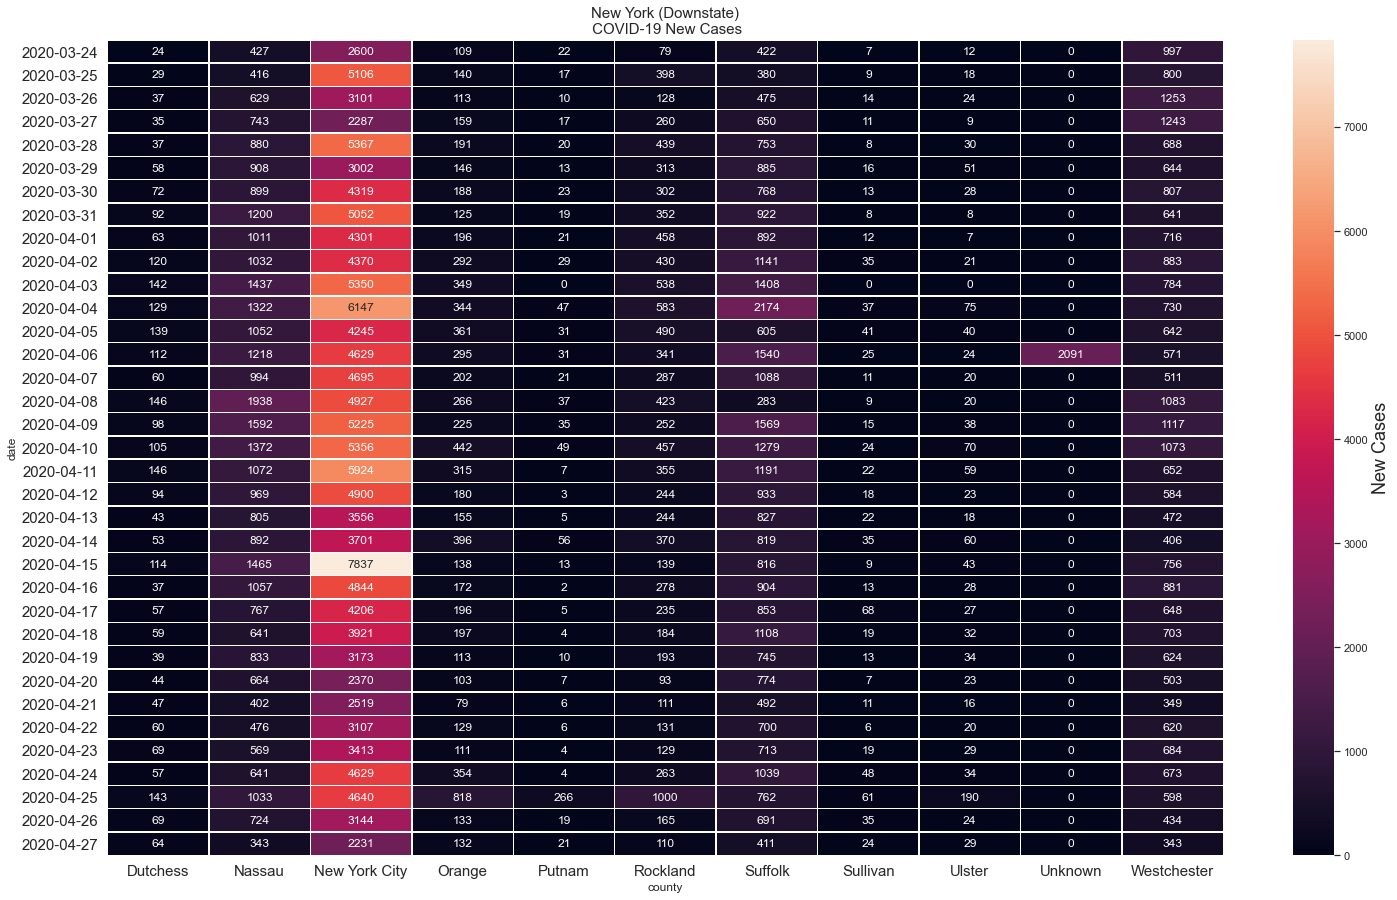 New York (Downstate)
COVID-19 New Cases
2020-03-24 24 427 2600 109 22 79 422 7 12 0 997
2020-03-25 29 416 5106 140 17 398 380 9 18 0 800
2020-03-26 37 629 3101 113 10 128 475 14 24 0 1253
2020-03-27 35 743 2287 159 17 260 650 11 9 0 1243
2020-03-28 37 880 5367 191 20 439 753 8 30 0 688
2020-03-29 58 908 3002 146 13 313 885 16 51 0 644
2020-03-30 72 899 4319 188 23 302 768 13 28 0 807
2020-03-31 92 1200 5052 125 19 352 922 8 8 0 641
2020-04-01 63 1011 4301 196 21 458 892 12 7 0 716
2020-04-02 120 1032 4370 292 29 430 1141 35 21 0 883
2020-04-03 142 1437 5350 349 0 538 1408 0 0 0 784
2020-04-04 129 1322 6147 344 47 583 2174 37 75 0 730
2020-04-05 139 1052 4245 361 31 490 605 41 40 0 642
2020-04-06 112 1218 4629 295 31 341 1540 25 24 2091 571
2020-04-07 60 994 4695 202 21 287 1088 11 20 0 511
2020-04-08 146 1938 4927 266 37 423 283 9 20 0 1083
2020-04-09 98 1592 5225 225 35 252 1569 15 38 0 1117
2020-04-10 105 1372 5356 442 49 457 1279 24 70 0 1073
2020-04-11 146 1072 5924 315 7 355 1191 22 59 0 652
2020-04-12 94 969 4900 180 3 244 933 18 23 0 584
2020-04-13 43 805 3556 155 5 244 827 22 18 0 472
2020-04-14 53 892 3701 396 56 370 819 35 60 0 406
2020-04-15 114 1465 7837 138 13 139 816 9 43 0 756
2020-04-16 37 1057 4844 172 2 278 904 13 28 0 881
2020-04-17 57 767 4206 196 5 235 853 68 27 0 648
2020-04-18 59 641 3921 197 4 184 1108 19 32 0 703
2020-04-19 39 833 3173 113 10 193 745 13 34 0 624
2020-04-20 44 664 2370 103 7 93 774 7 23 0 503
2020-04-21 47 402 2519 79 6 111 492 11 16 0 349
2020-04-22 60 476 3107 129 6 131 700 6 20 0 620
2020-04-23 69 569 3413 111 4 129 713 19 29 0 684
2020-04-24 57 641 4629 354 4 263 1039 48 34 0 673
2020-04-25 143 1033 4640 818 266 1000 762 61 190 0 598
2020-04-26 69 724 3144 133 19 165 691 35 24 0 434
2020-04-27 64 343 2231 132 21 110 411 24 29 0 343
Dutchess Nassau New York City Orange Putnam Rockland Suffolk Sullivan Ulster Unknown Westchester
county
date
7000
6000
5000
4000
3000
2000
1000
0
New Cases